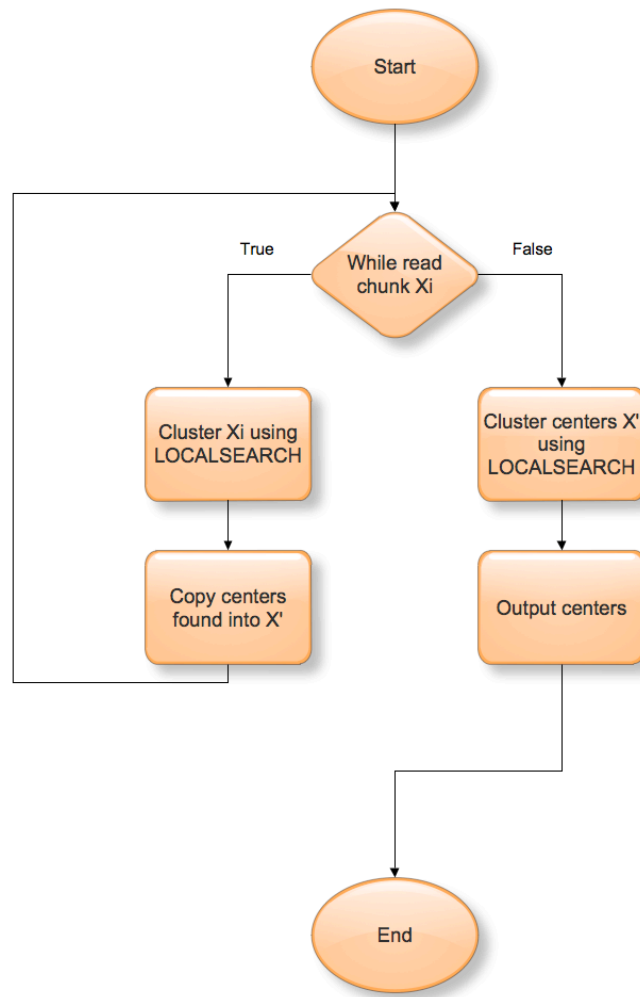 Start
While read
chunk Xi
True
False
Cluster Xi using
LOCALSEARCH
Cluster centers X'
using
LOCALSEARCH
Copy centers
found into X'
Output centers
End